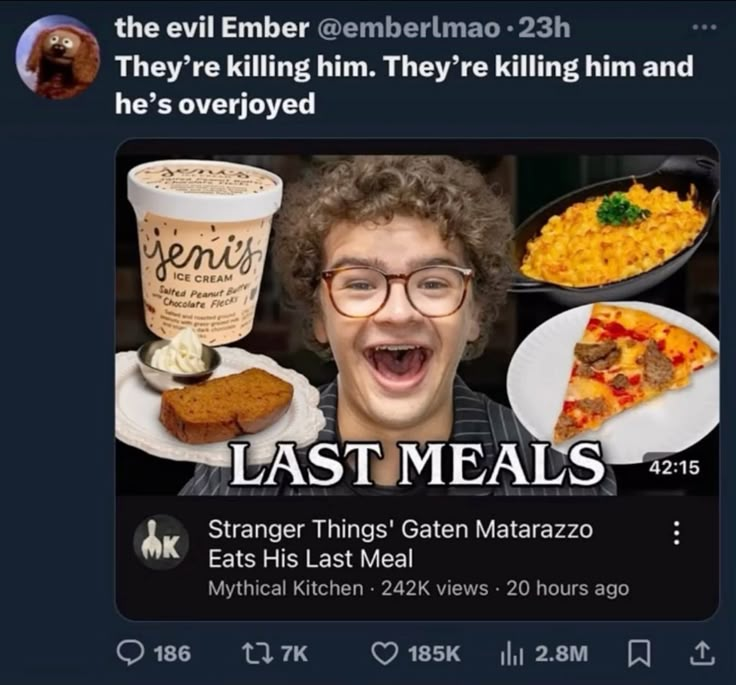 the evil Ember @emberlmao · 23h
They're killing him. They're killing him and
he's overjoyed
jeni's
jeni's
ICE CREAM
Salted Peanut Butter
with Chocolate Flecks
LAST MEALS
42:15
MK
Stranger Things' Gaten Matarazzo
Eats His Last Meal
Mythical Kitchen · 242K views · 20 hours ago
186 7K 185K 2.8M